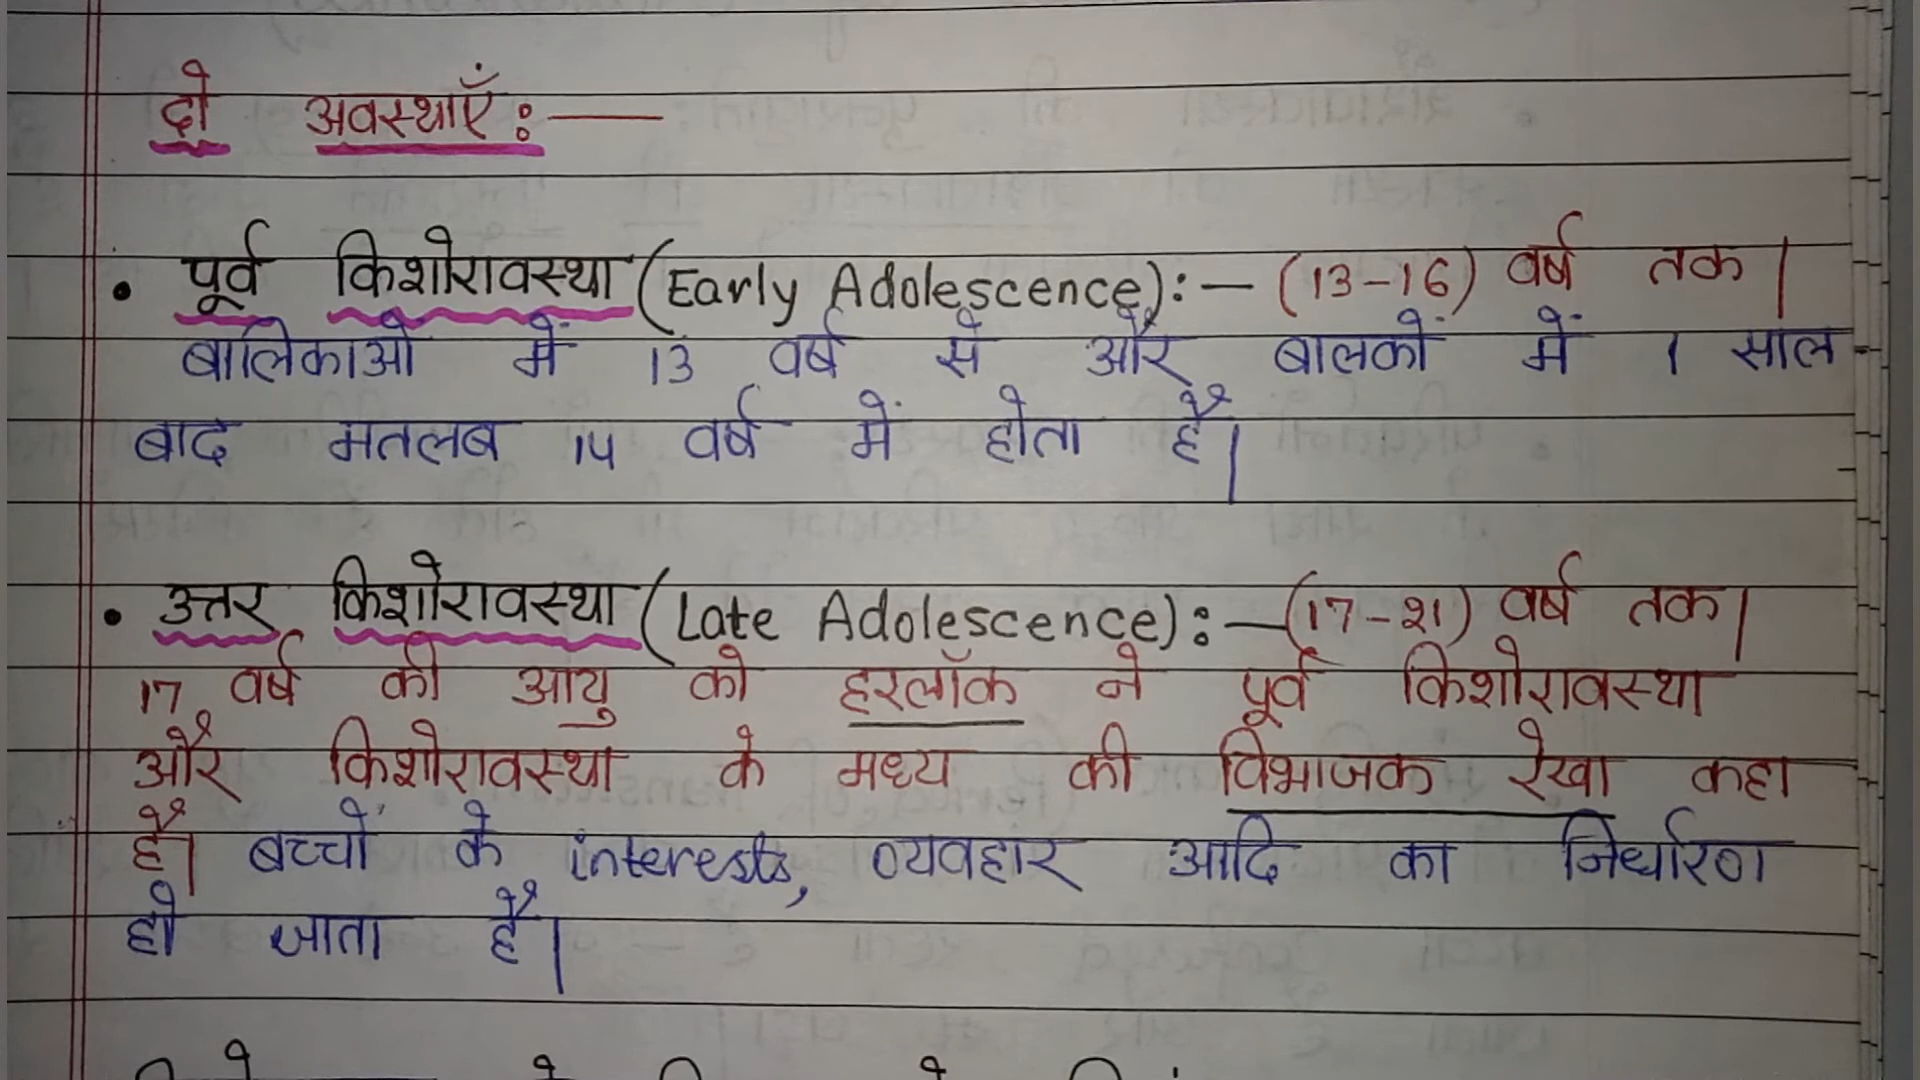 दो अवस्थाएँ:—
• पूर्व किशोरावस्था (Early Adolescence):— (13-16) वर्ष तक।
बालिकाओं में 13 वर्ष से और बालकों में 1 साल
बाद मतलब 14 वर्ष में होता है।
• उत्तर किशोरावस्था (Late Adolescence):—(17-21) वर्ष तक।
17 वर्ष की आयु को हरलॉक ने पूर्व किशोरावस्था
और किशोरावस्था के मध्य की विभाजक रेखा कहा
है। बच्चों के interests, व्यवहार आदि का निर्धारण
हो जाता है।